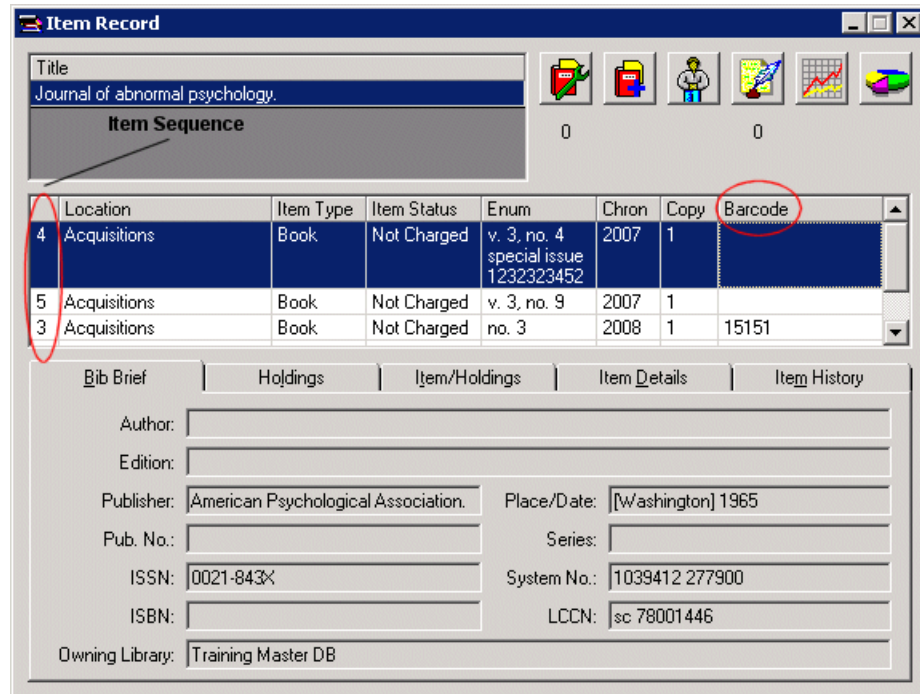 Item Record
Title
Journal of abnormal psychology.
Item Sequence
0 0
Location Item Type Item Status Enum Chron Copy Barcode
4 Acquisitions Book Not Charged v. 3, no. 4 2007 1
special issue
1232323452
5 Acquisitions Book Not Charged v. 3, no. 9 2007 1
3 Acquisitions Book Not Charged no. 3 2008 1 15151
Bib Brief Holdings Item/Holdings Item Details Item History
Author:
Edition:
Publisher: American Psychological Association. Place/Date: [Washington] 1965
Pub. No.: Series:
ISSN: 0021-843X System No.: 1039412 277900
ISBN: LCCN: sc 78001446
Owning Library: Training Master DB